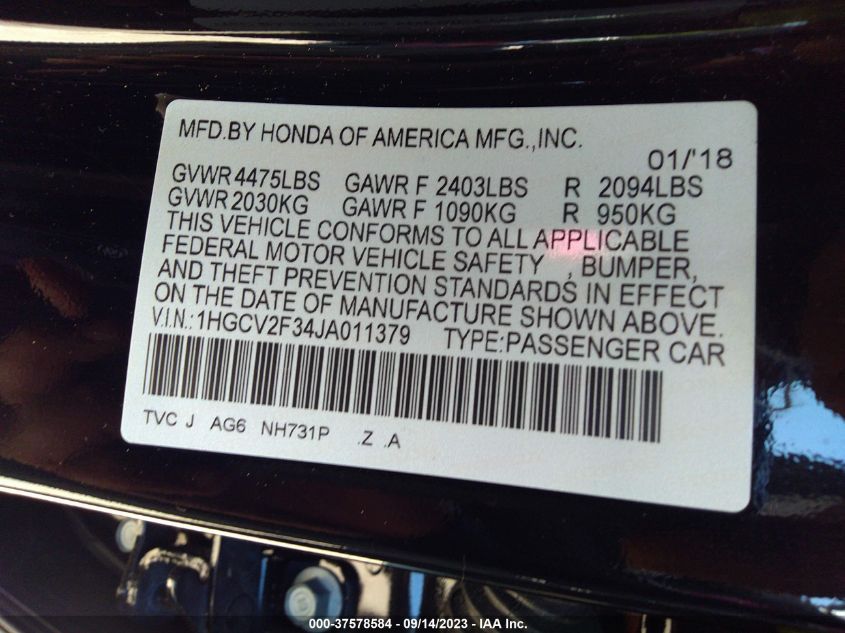 MFD.BY HONDA OF AMERICA MFG.,INC.
01/'18
GVWR 4475LBS GAWR F 2403LBS R 2094LBS
GVWR 2030KG GAWR F 1090KG R 950KG
THIS VEHICLE CONFORMS TO ALL APPLICABLE
FEDERAL MOTOR VEHICLE SAFETY , BUMPER,
AND THEFT PREVENTION STANDARDS IN EFFECT
ON THE DATE OF MANUFACTURE SHOWN ABOVE.
V.I.N.:1HGCV2F34JA011379 TYPE:PASSENGER CAR
TVC J AG6 NH731P .Z .A
000-37578584 - 09/14/2023 - IAA Inc.